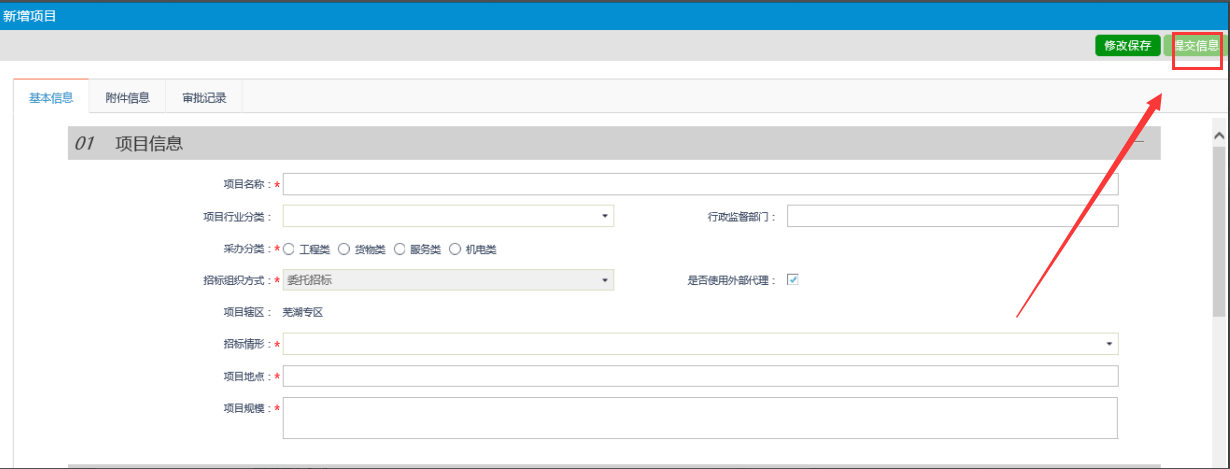 新增项目
修改保存 提交信息
基本信息 附件信息 审批记录
01 项目信息
项目名称：*
项目行业分类： 行政监督部门：
采办分类：* 工程类 货物类 服务类 机电类
招标组织方式：* 委托招标 是否使用外部代理：
项目辖区： 芜湖专区
招标情形：*
项目地点：*
项目规模：*